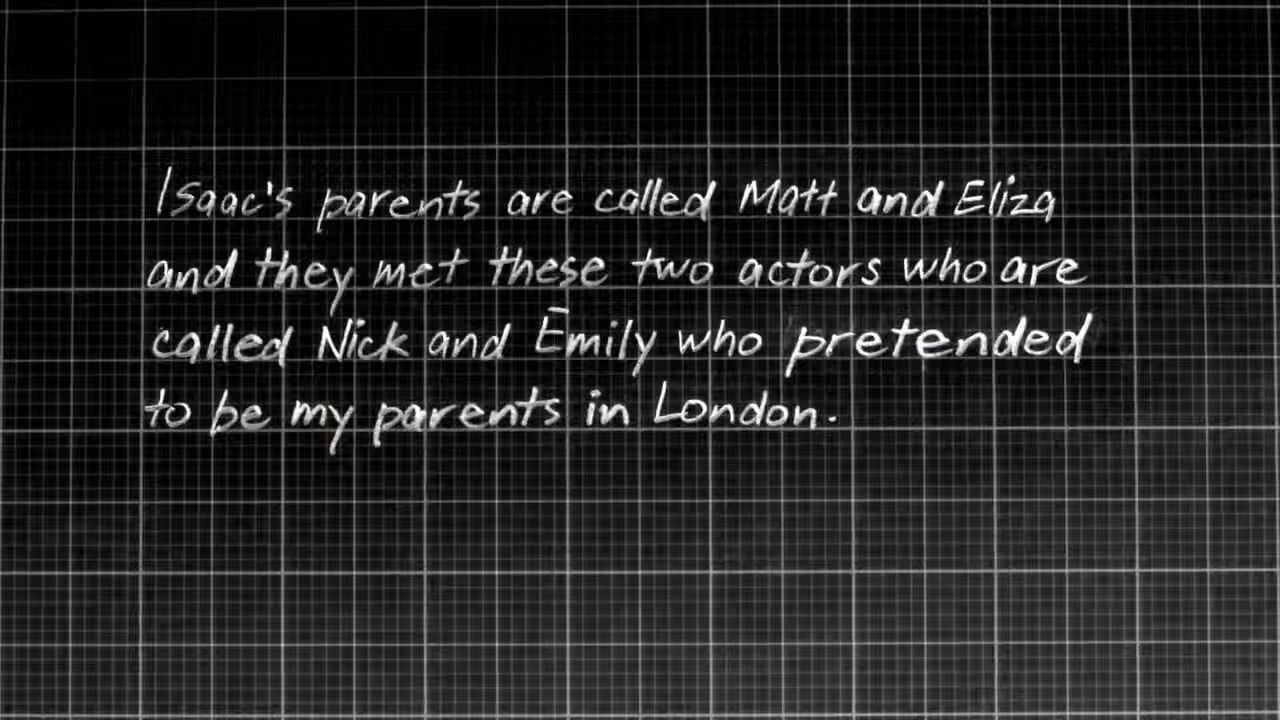 Isaac's parents are called Matt and Eliza
and they met these two actors who are
called Nick and Emily who pretended
to be my parents in London.